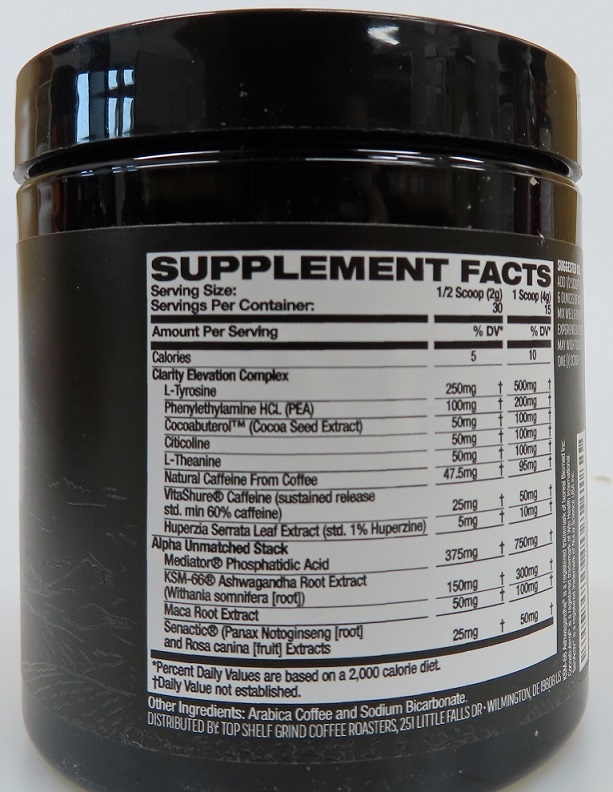 SUPPLEMENT FACTS
Serving Size: 1/2 Scoop (2g) 1 Scoop (4g)
Servings Per Container: 30 15
Amount Per Serving % DV* % DV*
Calories 5 10
Clarity Elevation Complex
L-Tyrosine 250mg † 500mg †
Phenylethylamine HCL (PEA) 100mg † 200mg †
Cocoabuterol™ (Cocoa Seed Extract) 50mg † 100mg †
Citicoline 50mg † 100mg †
L-Theanine 50mg † 100mg †
Natural Caffeine From Coffee 47.5mg † 95mg †
VitaShure® Caffeine (sustained release
std. min 60% caffeine) 25mg † 50mg †
Huperzia Serrata Leaf Extract (std. 1% Huperzine) 5mg † 10mg †
Alpha Unmatched Stack
Mediator® Phosphatidic Acid 375mg † 750mg †
KSM-66® Ashwagandha Root Extract
(Withania somnifera [root]) 150mg † 300mg †
Maca Root Extract 50mg † 100mg †
Senactiv® (Panax Notoginseng [root]
and Rosa canina [fruit] Extracts 25mg † 50mg †
*Percent Daily Values are based on a 2,000 calorie diet.
†Daily Value not established.
Other Ingredients: Arabica Coffee and Sodium Bicarbonate.
DISTRIBUTED BY: TOP SHELF GRIND COFFEE ROASTERS, 251 LITTLE FALLS DR · WILMINGTON, DE 19808 U.S
SUGGESTED
ADD
MIX WELL
MAY WISH
ONE